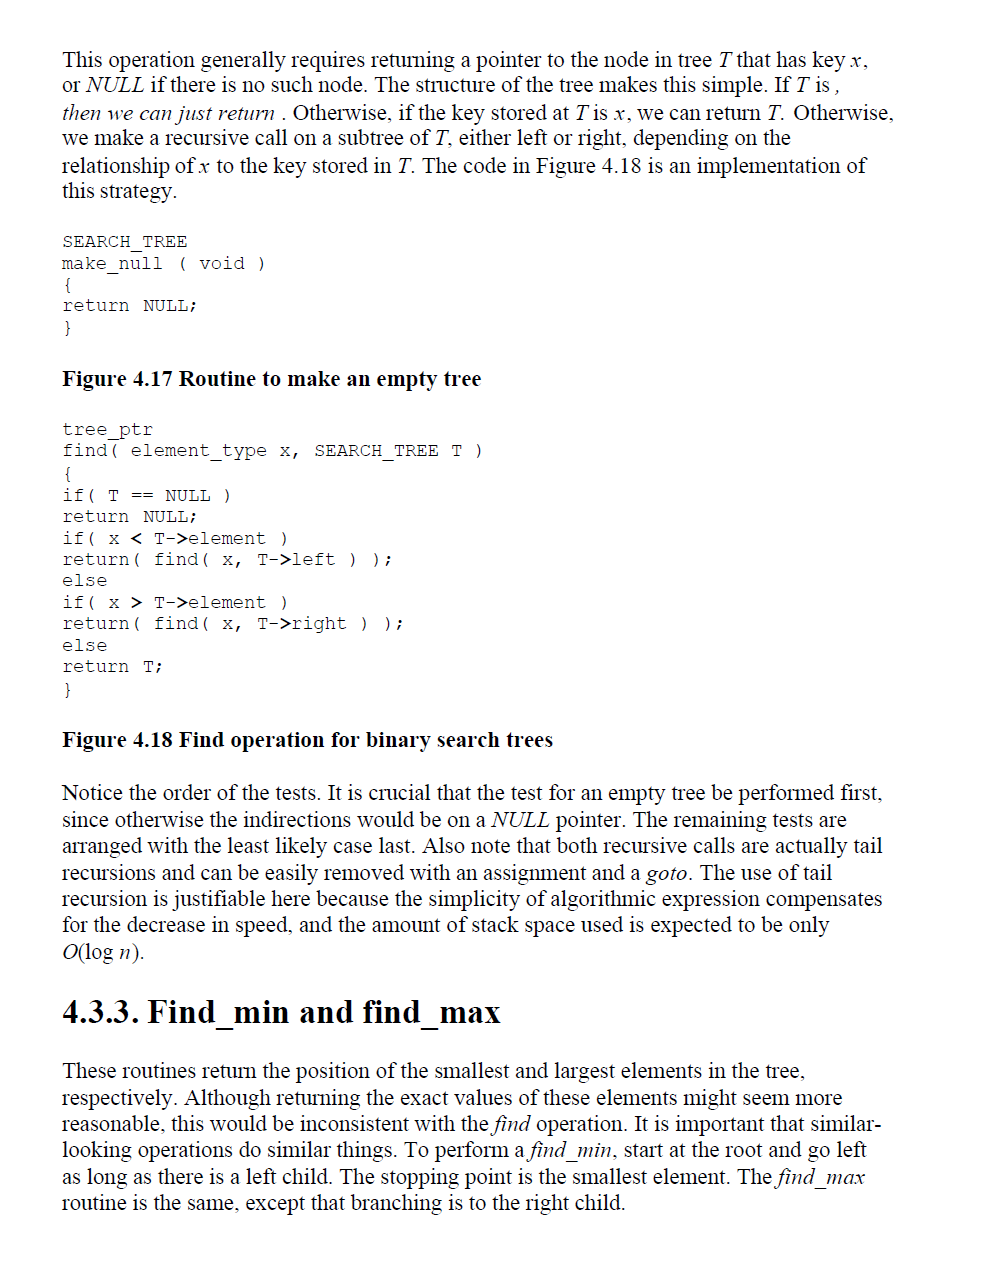 This operation generally requires returning a pointer to the node in tree T that has key x,
or NULL if there is no such node. The structure of the tree makes this simple. If T is ,
then we can just return . Otherwise, if the key stored at T is x, we can return T. Otherwise,
we make a recursive call on a subtree of T, either left or right, depending on the
relationship of x to the key stored in T. The code in Figure 4.18 is an implementation of
this strategy.
SEARCH_TREE
make_null ( void )
{
return NULL;
}
Figure 4.17 Routine to make an empty tree
tree_ptr
find( element_type x, SEARCH_TREE T )
{
if( T == NULL )
return NULL;
if( x < T->element )
return( find( x, T->left ) );
else
if( x > T->element )
return( find( x, T->right ) );
else
return T;
}
Figure 4.18 Find operation for binary search trees
Notice the order of the tests. It is crucial that the test for an empty tree be performed first,
since otherwise the indirections would be on a NULL pointer. The remaining tests are
arranged with the least likely case last. Also note that both recursive calls are actually tail
recursions and can be easily removed with an assignment and a goto. The use of tail
recursion is justifiable here because the simplicity of algorithmic expression compensates
for the decrease in speed, and the amount of stack space used is expected to be only
O(log n).
4.3.3. Find_min and find_max
These routines return the position of the smallest and largest elements in the tree,
respectively. Although returning the exact values of these elements might seem more
reasonable, this would be inconsistent with the find operation. It is important that similar-
looking operations do similar things. To perform a find_min, start at the root and go left
as long as there is a left child. The stopping point is the smallest element. The find_max
routine is the same, except that branching is to the right child.